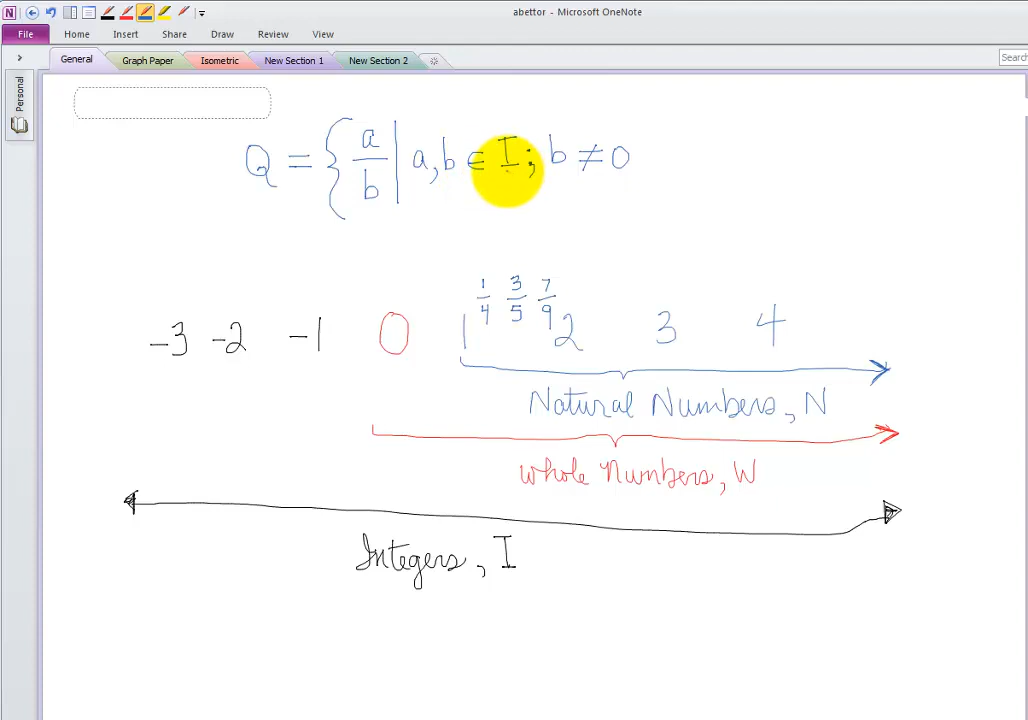 abettor - Microsoft OneNote
File Home Insert Share Draw Review View
General Graph Paper Isometric New Section 1 New Section 2
Search
Personal
Q = { a/b | a, b ∈ I ; b ≠ 0
1/4 3/5 7/9
-3 -2 -1 0 1 2 3 4
Natural Numbers, N
whole Numbers, W
Integers, I